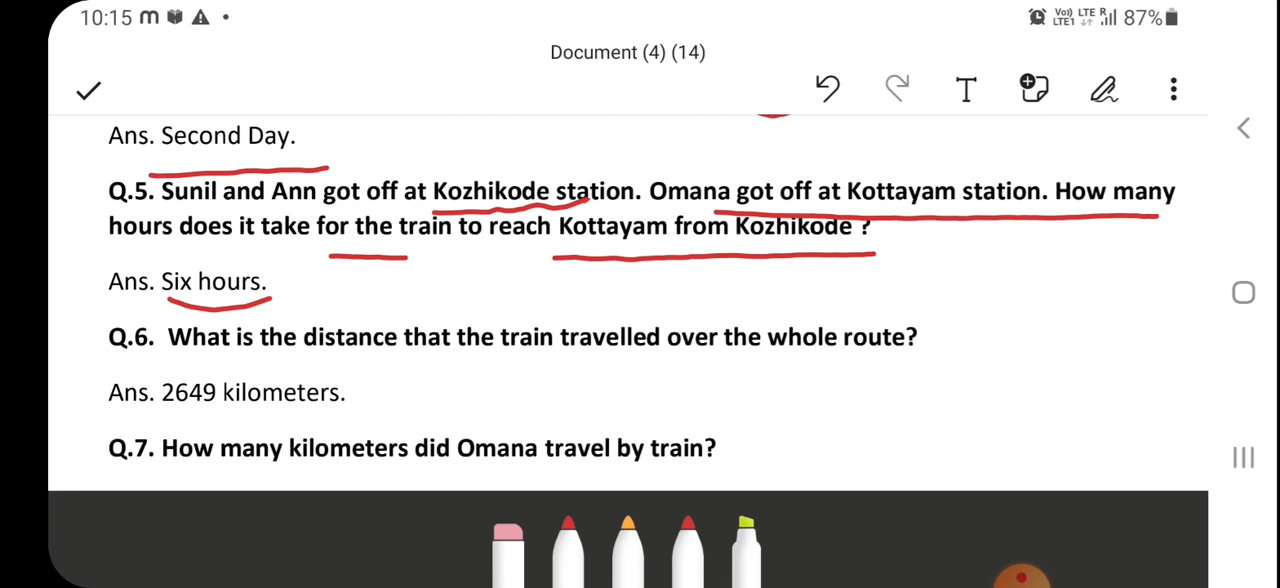 10:15 m
Vo)) LTE R
LTE1 87%
Document (4) (14)
T
Ans. Second Day.
Q.5. Sunil and Ann got off at Kozhikode station. Omana got off at Kottayam station. How many
hours does it take for the train to reach Kottayam from Kozhikode ?
Ans. Six hours.
Q.6. What is the distance that the train travelled over the whole route?
Ans. 2649 kilometers.
Q.7. How many kilometers did Omana travel by train?